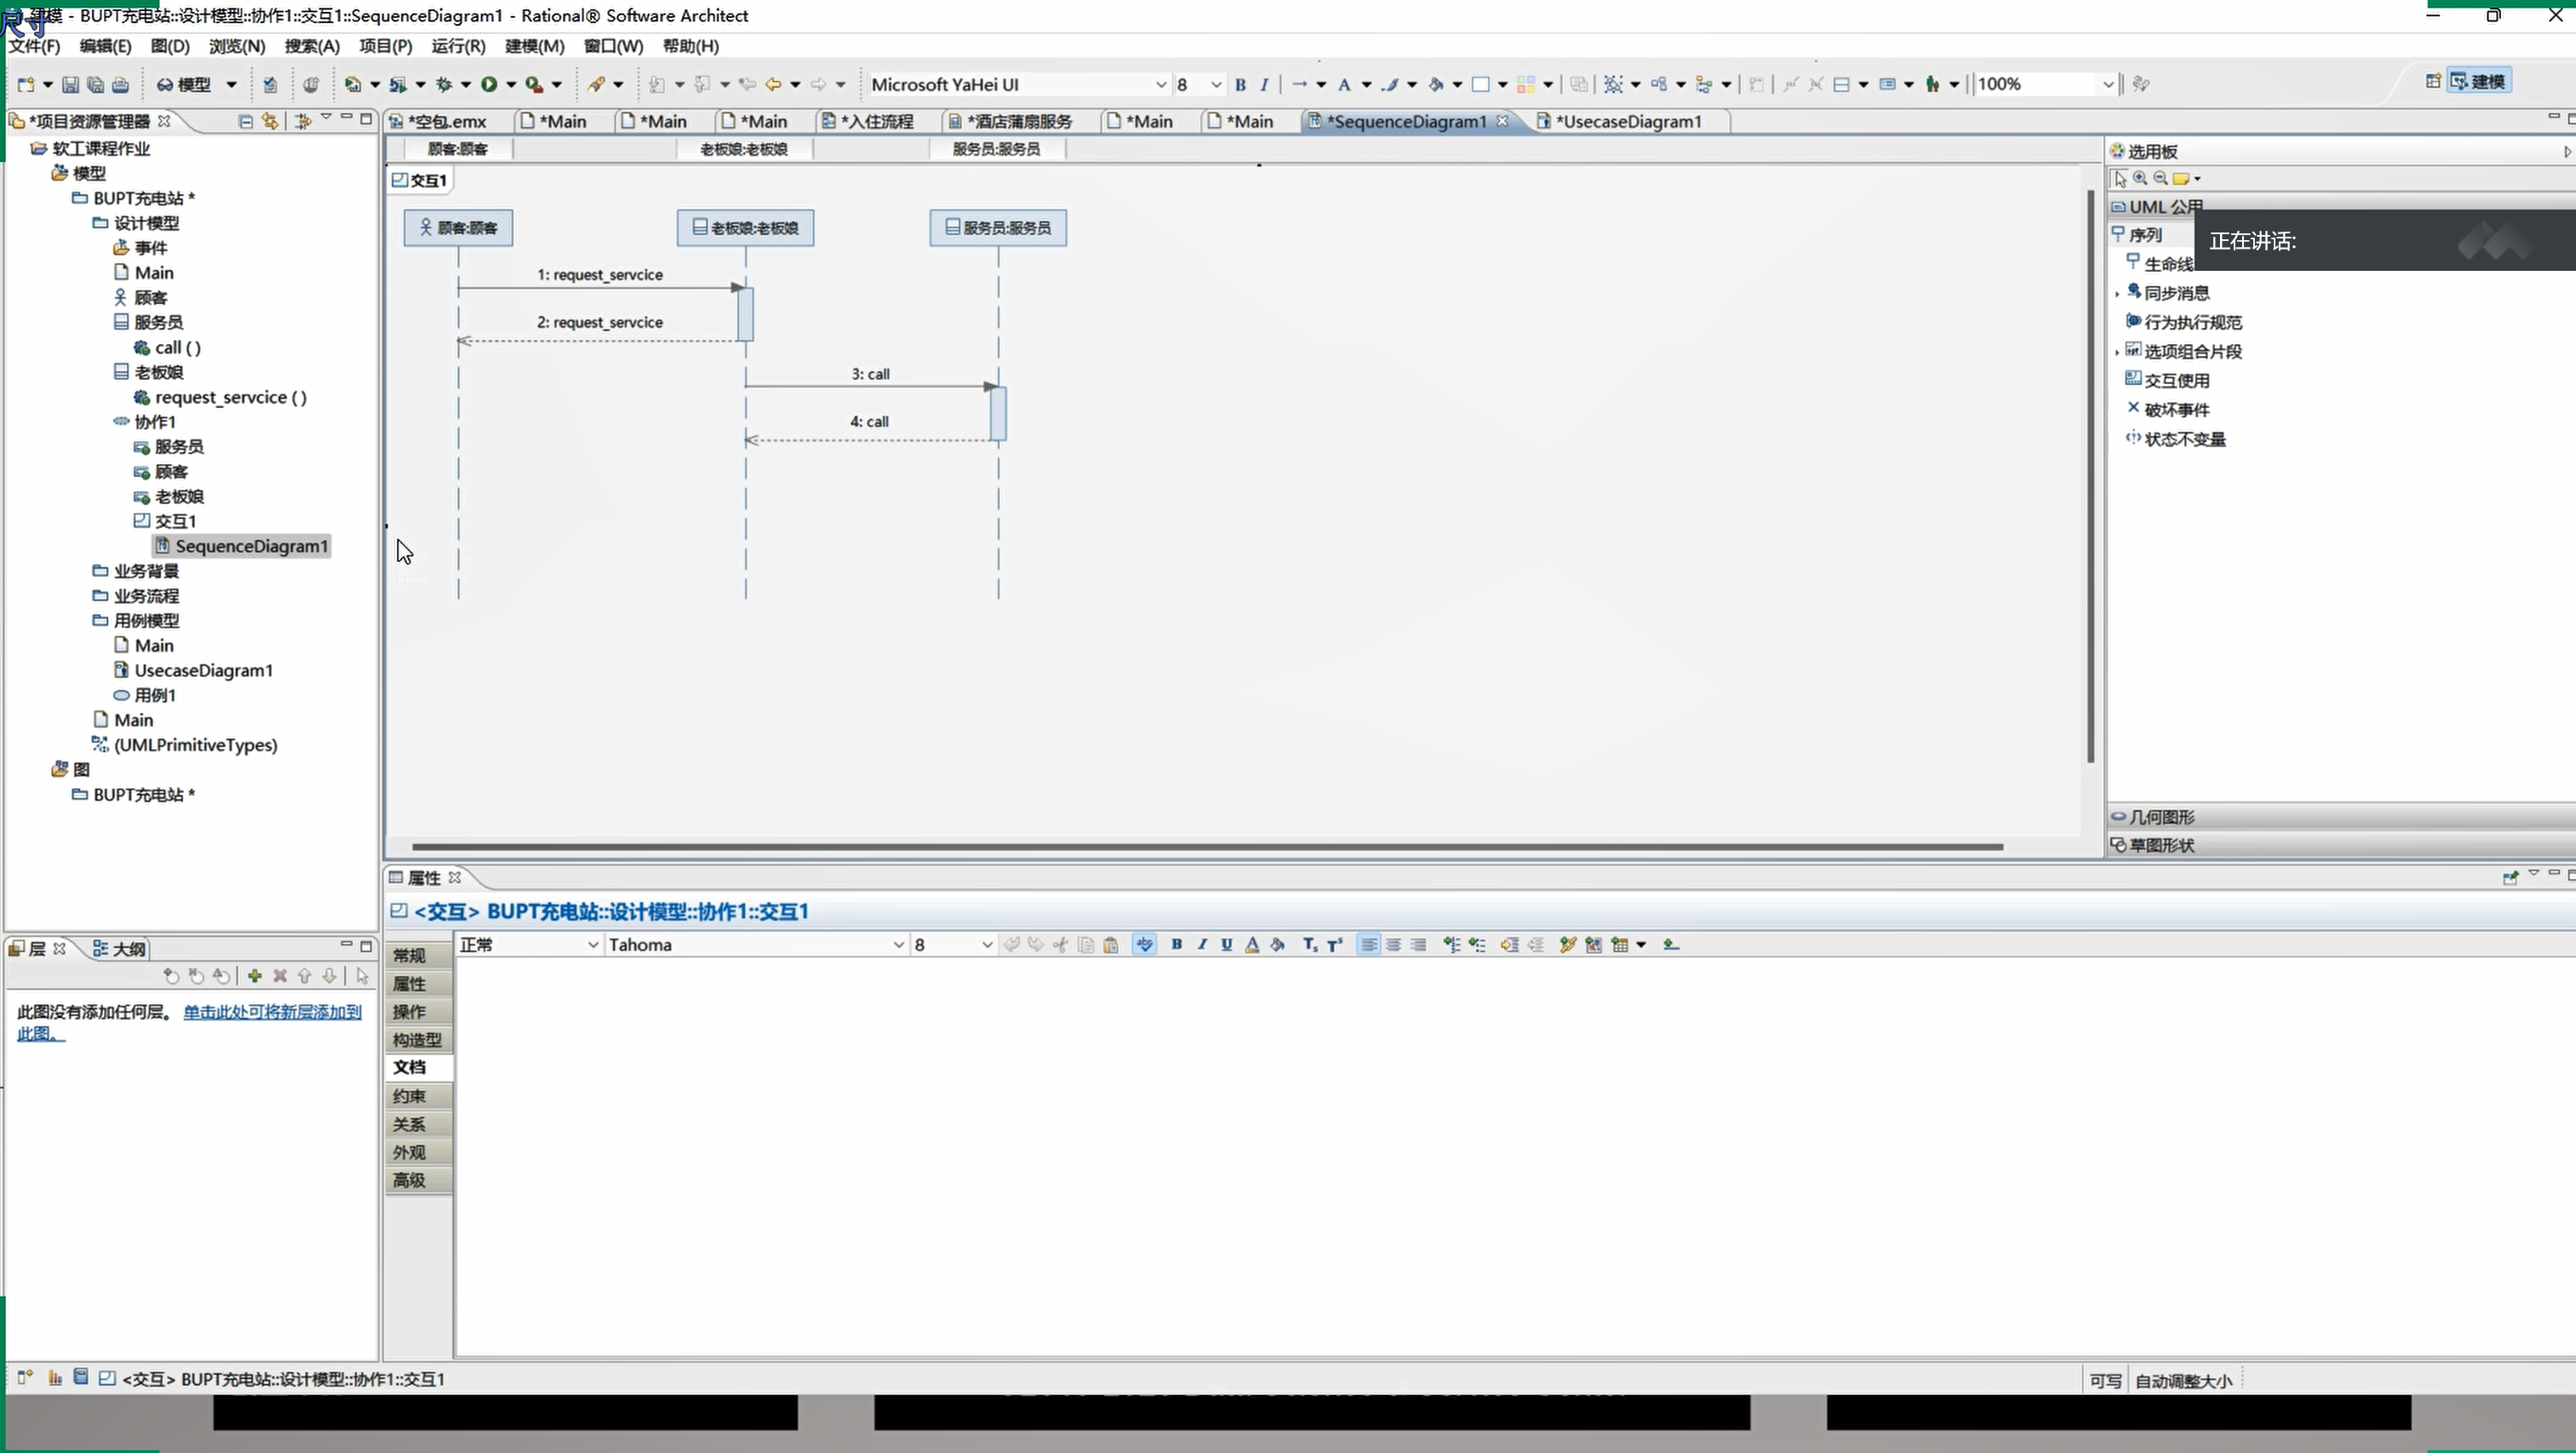 尺寸
建模 - BUPT充电站::设计模型::协作1::交互1::SequenceDiagram1 - Rational® Software Architect
文件(F) 编辑(E) 图(D) 浏览(N) 搜索(A) 项目(P) 运行(R) 建模(M) 窗口(W) 帮助(H)
模型 Microsoft YaHei UI 8 B I A 100% 建模
*项目资源管理器
*空包.emx *Main *Main *Main *入住流程 *酒店蒲扇服务 *Main *Main *SequenceDiagram1 *UsecaseDiagram1
软工课程作业
模型
BUPT充电站 *
设计模型
事件
Main
顾客
服务员
call ( )
老板娘
request_servcice ( )
协作1
服务员
顾客
老板娘
交互1
SequenceDiagram1
业务背景
业务流程
用例模型
Main
UsecaseDiagram1
用例1
Main
(UMLPrimitiveTypes)
图
BUPT充电站 *
顾客:顾客 老板娘:老板娘 服务员:服务员
交互1
顾客:顾客 老板娘:老板娘 服务员:服务员
1: request_servcice
2: request_servcice
3: call
4: call
选用板
UML 公用
正在讲话:
序列
生命线
同步消息
行为执行规范
选项组合片段
交互使用
破坏事件
状态不变量
几何图形
草图形状
层 大纲
此图没有添加任何层。 单击此处可将新层添加到
此图。
属性
<交互> BUPT充电站::设计模型::协作1::交互1
正常 Tahoma 8 B I U A
常规
属性
操作
构造型
文档
约束
关系
外观
高级
<交互> BUPT充电站::设计模型::协作1::交互1
可写 自动调整大小